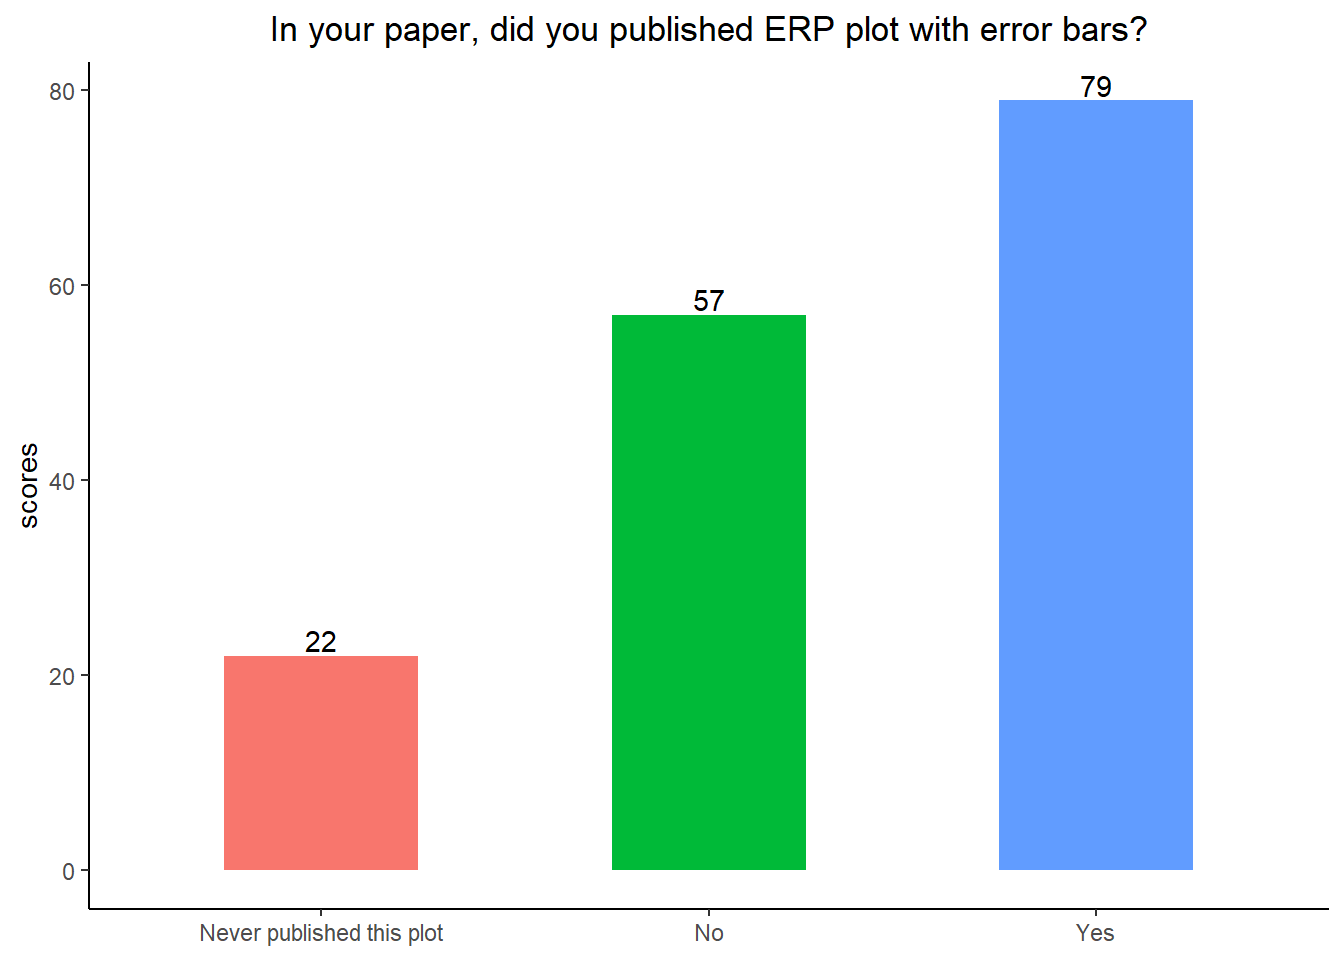 In your paper, did you published ERP plot with error bars?
scores
80
60
40
20
0
79
57
22
Never published this plot
No
Yes